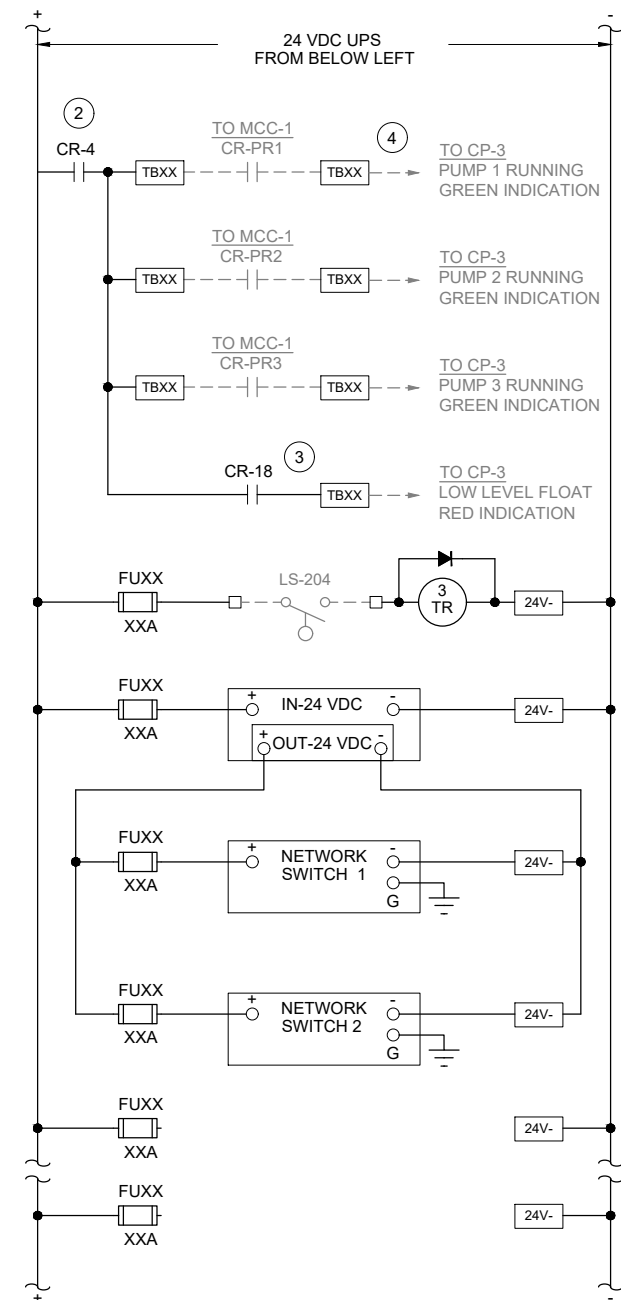 + -
24 VDC UPS
FROM BELOW LEFT
2
CR-4
TBXX
TO MCC-1
CR-PR1
TBXX
4
TO CP-3
PUMP 1 RUNNING
GREEN INDICATION
TBXX
TO MCC-1
CR-PR2
TBXX
TO CP-3
PUMP 2 RUNNING
GREEN INDICATION
TBXX
TO MCC-1
CR-PR3
TBXX
TO CP-3
PUMP 3 RUNNING
GREEN INDICATION
CR-18
3
TBXX
TO CP-3
LOW LEVEL FLOAT
RED INDICATION
FUXX
XXA
LS-204
3
TR
24V-
FUXX
XXA
+ IN-24 VDC -
+ OUT-24 VDC -
24V-
FUXX
XXA
+ NETWORK -
SWITCH 1
G
24V-
FUXX
XXA
+ NETWORK -
SWITCH 2
G
24V-
FUXX
XXA
24V-
FUXX
XXA
24V-
+ -